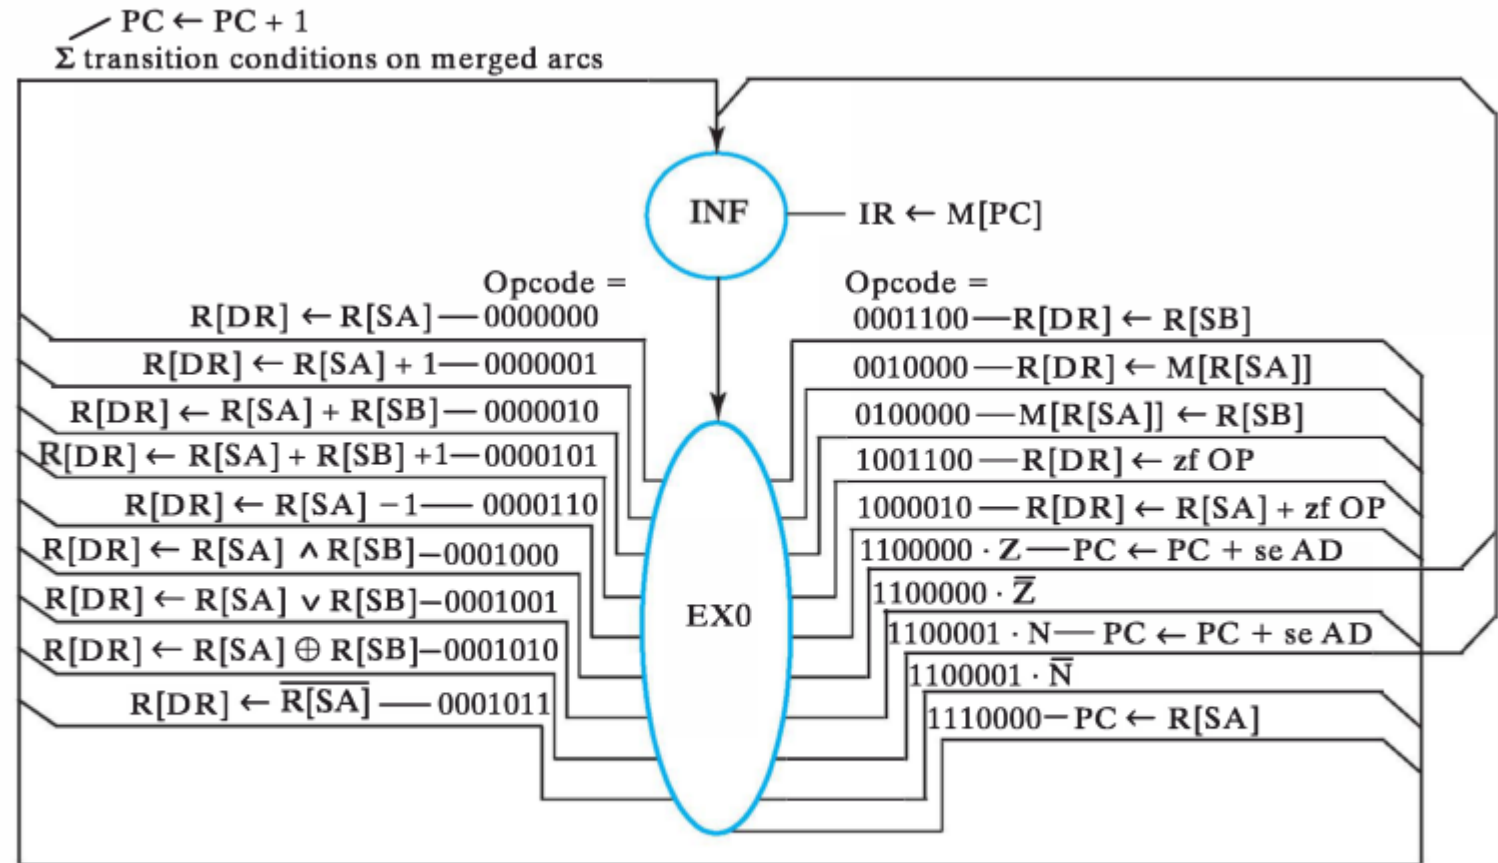 PC ← PC + 1
Σ transition conditions on merged arcs
INF
IR ← M[PC]
Opcode =
R[DR] ← R[SA] — 0000000
R[DR] ← R[SA] + 1 — 0000001
R[DR] ← R[SA] + R[SB] — 0000010
R[DR] ← R[SA] + R[SB] +1 — 0000101
R[DR] ← R[SA] −1 — 0000110
R[DR] ← R[SA] ∧ R[SB] – 0001000
R[DR] ← R[SA] ∨ R[SB] – 0001001
R[DR] ← R[SA] ⊕ R[SB] – 0001010
R[DR] ← R̅[̅S̅A̅]̅ — 0001011
EX0
Opcode =
0001100 — R[DR] ← R[SB]
0010000 — R[DR] ← M[R[SA]]
0100000 — M[R[SA]] ← R[SB]
1001100 — R[DR] ← zf OP
1000010 — R[DR] ← R[SA] + zf OP
1100000 · Z — PC ← PC + se AD
1100000 · Z̅
1100001 · N — PC ← PC + se AD
1100001 · N̅
1110000 – PC ← R[SA]